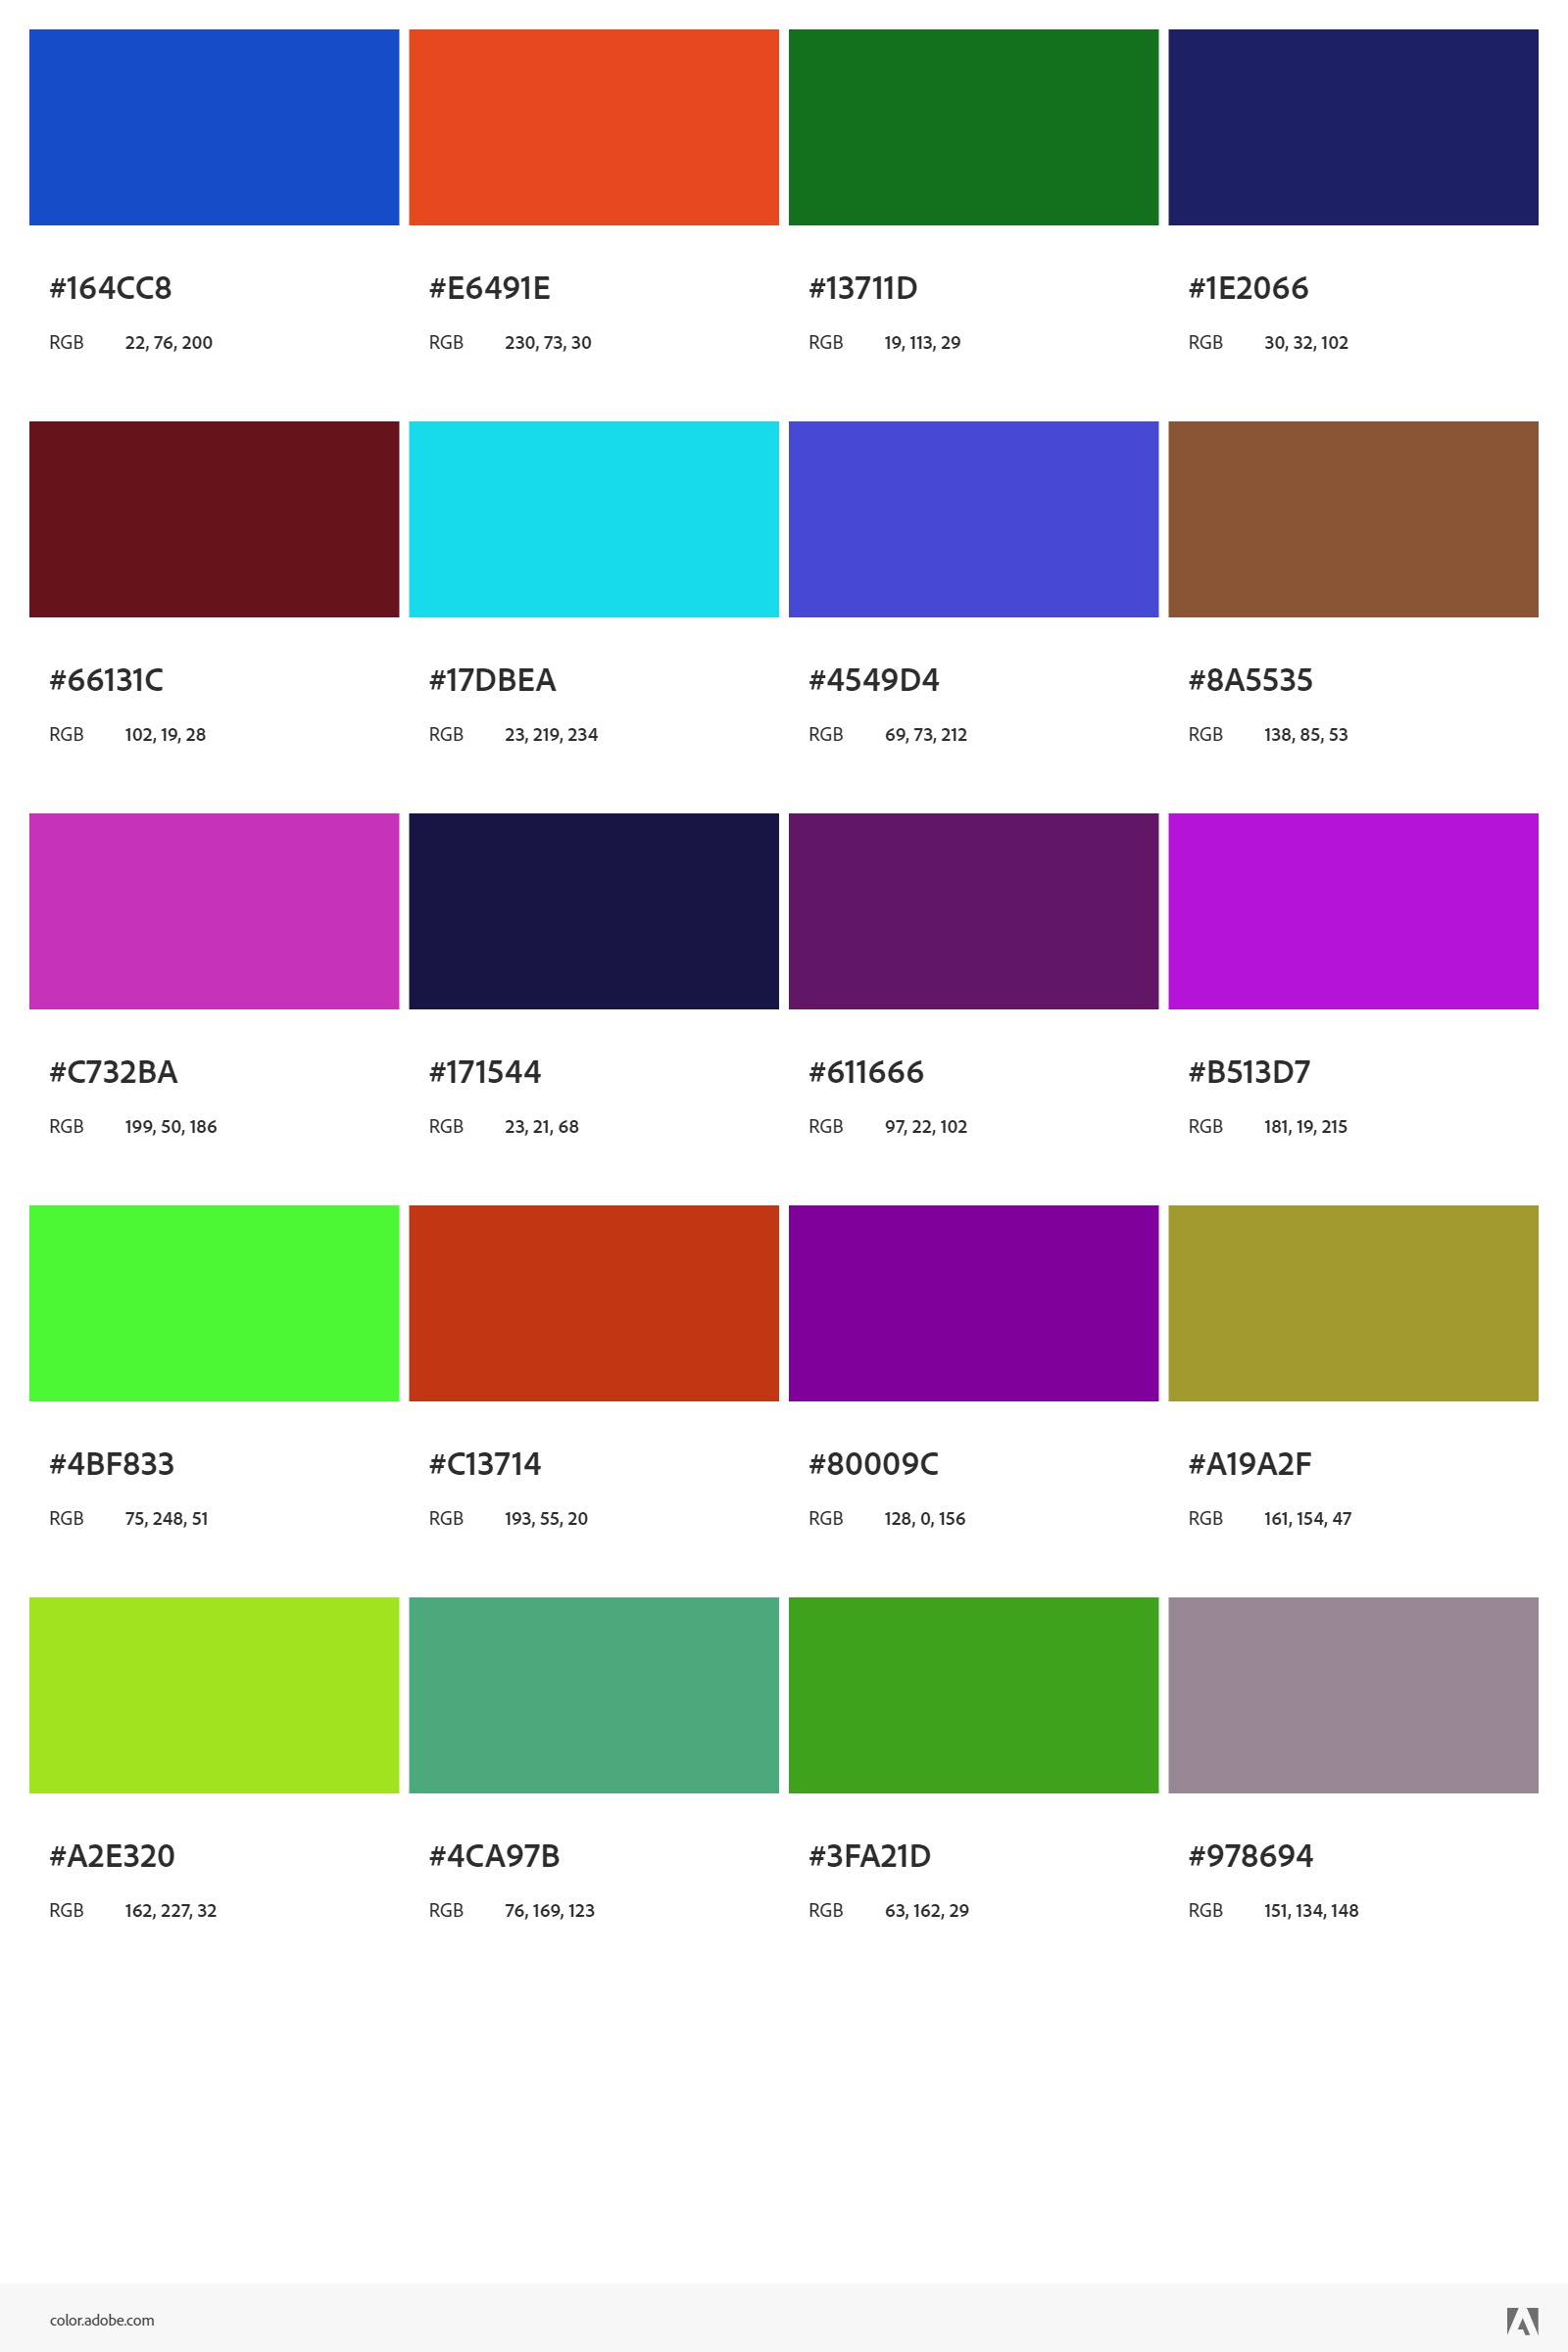 #164CC8 #E6491E #13711D #1E2066
RGB 22, 76, 200 RGB 230, 73, 30 RGB 19, 113, 29 RGB 30, 32, 102
#66131C #17DBEA #4549D4 #8A5535
RGB 102, 19, 28 RGB 23, 219, 234 RGB 69, 73, 212 RGB 138, 85, 53
#C732BA #171544 #611666 #B513D7
RGB 199, 50, 186 RGB 23, 21, 68 RGB 97, 22, 102 RGB 181, 19, 215
#4BF833 #C13714 #80009C #A19A2F
RGB 75, 248, 51 RGB 193, 55, 20 RGB 128, 0, 156 RGB 161, 154, 47
#A2E320 #4CA97B #3FA21D #978694
RGB 162, 227, 32 RGB 76, 169, 123 RGB 63, 162, 29 RGB 151, 134, 148
color.adobe.com